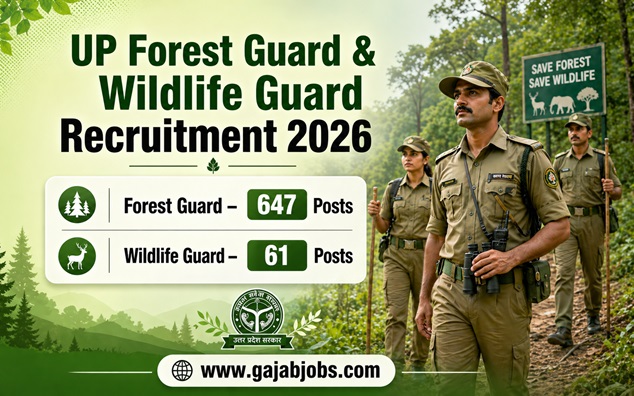 UP Forest Guard &
Wildlife Guard
Recruitment 2026
Forest Guard – 647 Posts
Wildlife Guard – 61 Posts
उत्तर प्रदेश सरकार
www.gajabjobs.com
SAVE FOREST
SAVE WILDLIFE